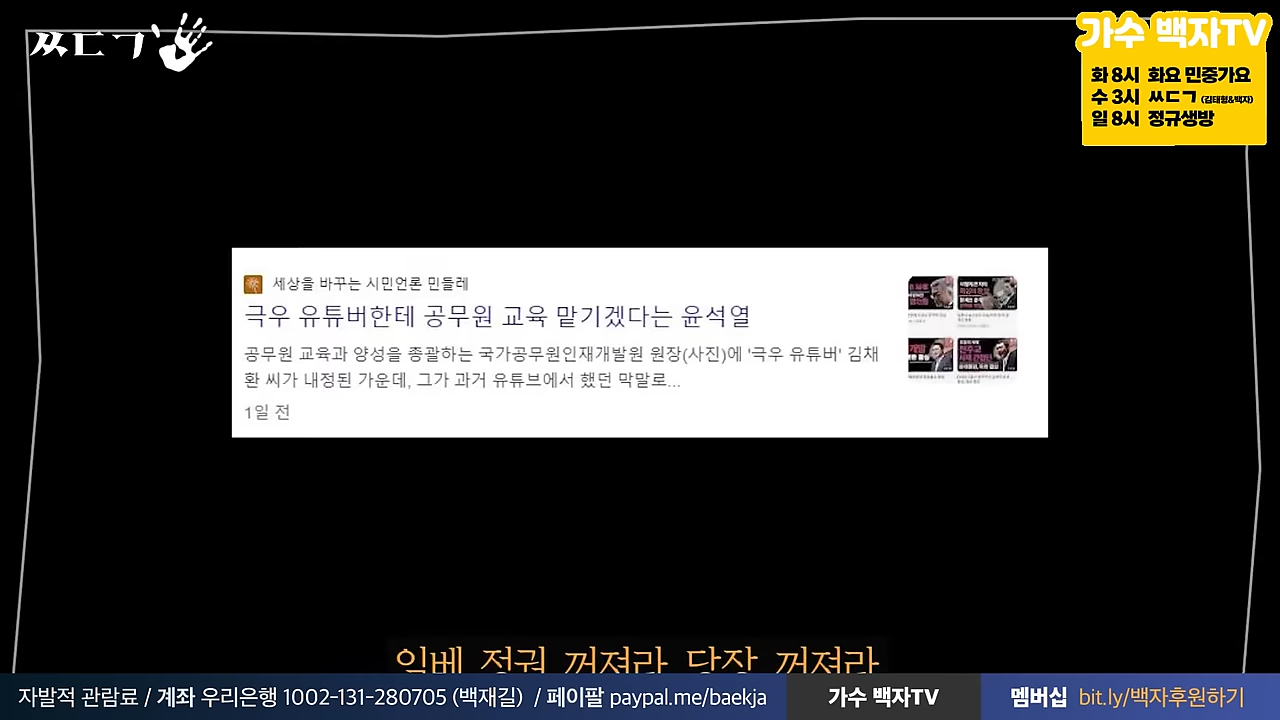 ㅆㄷㄱ
가수 백자TV
화 8시 화요 민중가요
수 3시 ㅆㄷㄱ (김태형&백자)
일 8시 정규생방
세상을 바꾸는 시민언론 민들레
극우 유튜버한테 공무원 교육 맡기겠다는 윤석열
공무원 교육과 양성을 총괄하는 국가공무원인재개발원 원장(사진)에 '극우 유튜버' 김채
환 씨가 내정된 가운데, 그가 과거 유튜브에서 했던 막말로...
1일 전
일베 정권 꺼져라 당장 꺼져라
자발적 관람료 / 계좌 우리은행 1002-131-280705 (백재길) / 페이팔 paypal.me/baekja
가수 백자TV
멤버십 bit.ly/백자후원하기